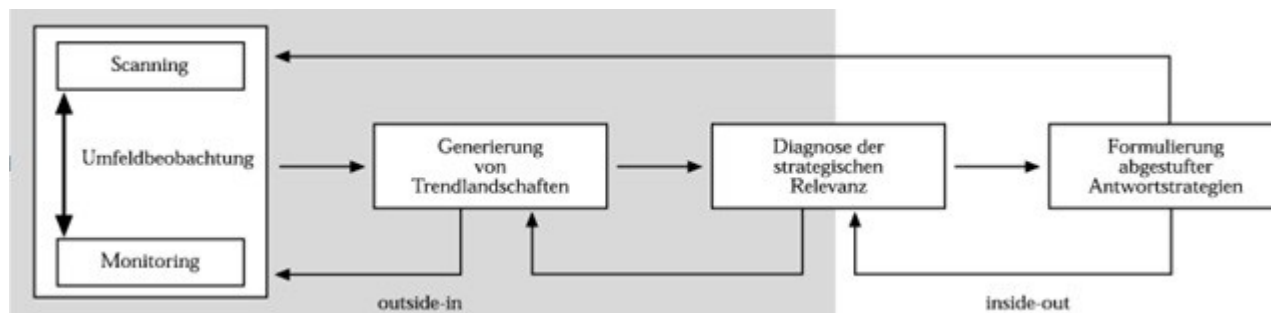 Scanning
Umfeldbeobachtung
Monitoring
Generierung
von
Trendlandschaften
Diagnose der
strategischen
Relevanz
Formulierung
abgestufter
Antwortstrategien
outside-in
inside-out